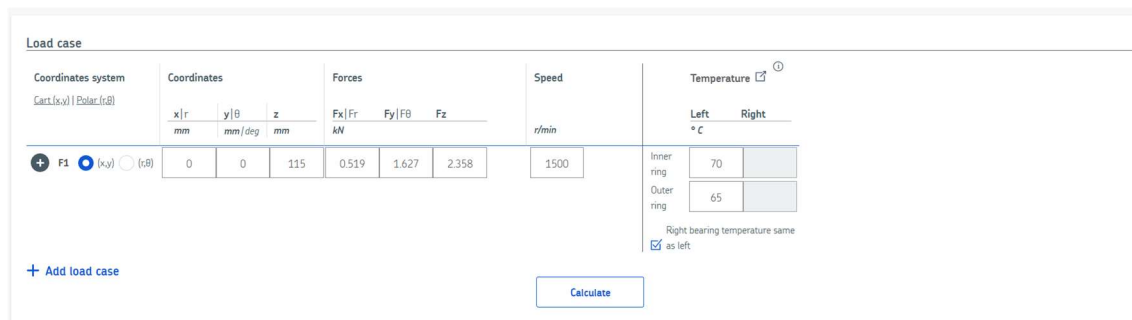 Load case
Coordinates system Coordinates Forces Speed Temperature
Cart (x,y) | Polar (r,θ)
x|r y|θ z Fx|Fr Fy|Fθ Fz Left Right
mm mm/deg mm kN r/min °C
F1 (x,y) (r,θ) 0 0 115 0.519 1.627 2.358 1500 Inner ring 70
Outer ring 65
Right bearing temperature same as left
+ Add load case
Calculate